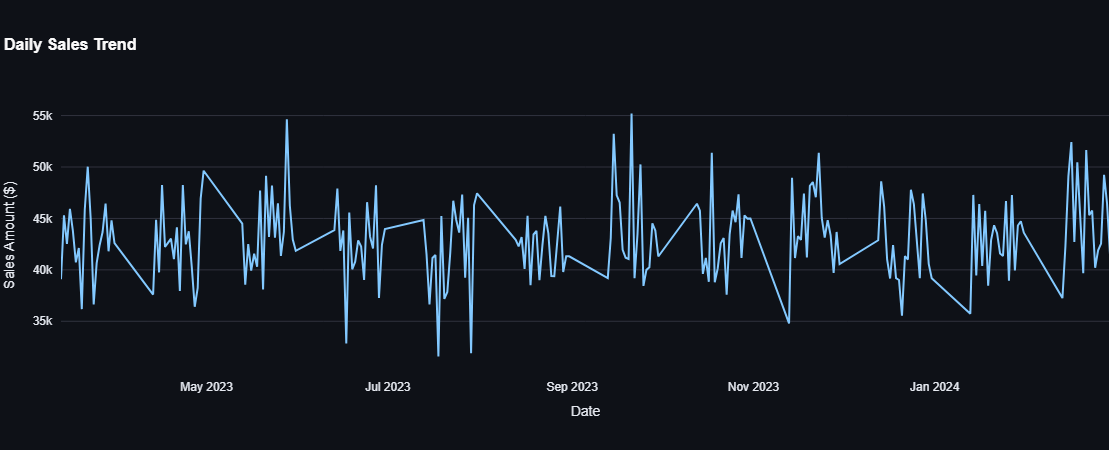 Daily Sales Trend
55k
50k
45k
40k
35k
Sales Amount ($)
May 2023
Jul 2023
Sep 2023
Nov 2023
Jan 2024
Date